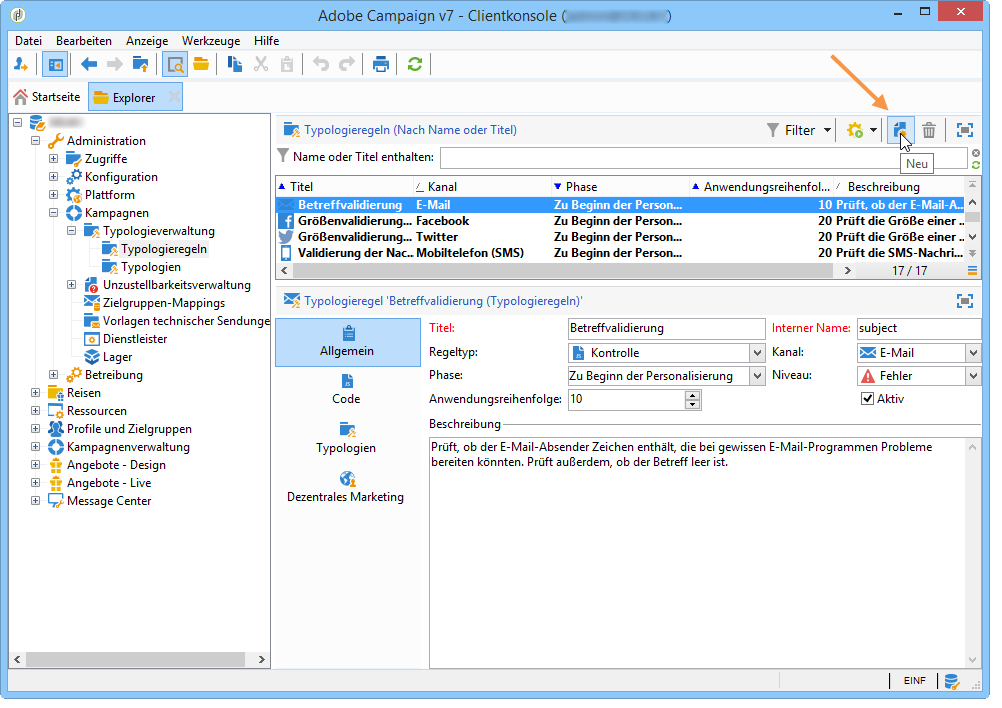 Adobe Campaign v7 - Clientkonsole ( )
Datei Bearbeiten Anzeige Werkzeuge Hilfe
Startseite Explorer
Administration
Zugriffe
Konfiguration
Plattform
Kampagnen
Typologieverwaltung
Typologieregeln
Typologien
Unzustellbarkeitsverwaltung
Zielgruppen-Mappings
Vorlagen technischer Sendunge
Dienstleister
Lager
Betreibung
Reisen
Ressourcen
Profile und Zielgruppen
Kampagnenverwaltung
Angebote - Design
Angebote - Live
Message Center
Typologieregeln (Nach Name oder Titel) Filter
Neu
Name oder Titel enthalten:
Titel Kanal Phase Anwendungsreihenfol... Beschreibung
Betreffvalidierung E-Mail Zu Beginn der Person... 10 Prüft, ob der E-Mail-A...
Größenvalidierung... Facebook Zu Beginn der Person... 20 Prüft die Größe einer ...
Größenvalidierung... Twitter Zu Beginn der Person... 20 Prüft die Größe einer ...
Validierung der Nac... Mobiltelefon (SMS) Zu Beginn der Person... 20 Prüft die SMS-Nachri...
17 / 17
Typologieregel 'Betreffvalidierung (Typologieregeln)'
Allgemein
Code
Typologien
Dezentrales Marketing
Titel: Betreffvalidierung Interner Name: subject
Regeltyp: Kontrolle Kanal: E-Mail
Phase: Zu Beginn der Personalisierung Niveau: Fehler
Anwendungsreihenfolge: 10 Aktiv
Beschreibung
Prüft, ob der E-Mail-Absender Zeichen enthält, die bei gewissen E-Mail-Programmen Probleme
bereiten könnten. Prüft außerdem, ob der Betreff leer ist.
EINF